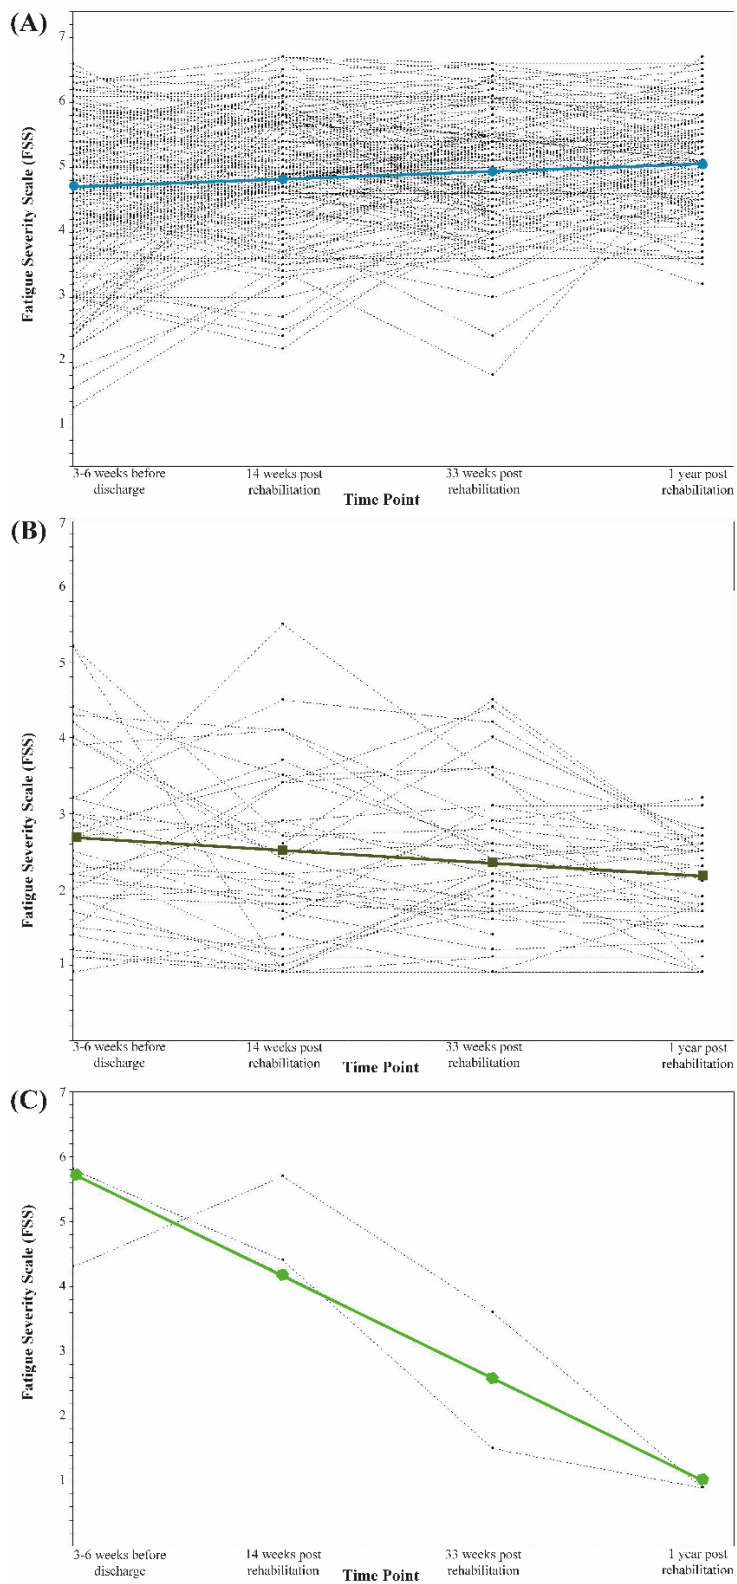 (A)
Fatigue Severity Scale (FSS)
7
6
5
4
3
2
1
3-6 weeks before
discharge
14 weeks post
rehabilitation
33 weeks post
rehabilitation
1 year post
rehabilitation
Time Point
(B)
Fatigue Severity Scale (FSS)
7
6
5
4
3
2
1
3-6 weeks before
discharge
14 weeks post
rehabilitation
33 weeks post
rehabilitation
1 year post
rehabilitation
Time Point
(C)
Fatigue Severity Scale (FSS)
7
6
5
4
3
2
1
3-6 weeks before
discharge
14 weeks post
rehabilitation
33 weeks post
rehabilitation
1 year post
rehabilitation
Time Point